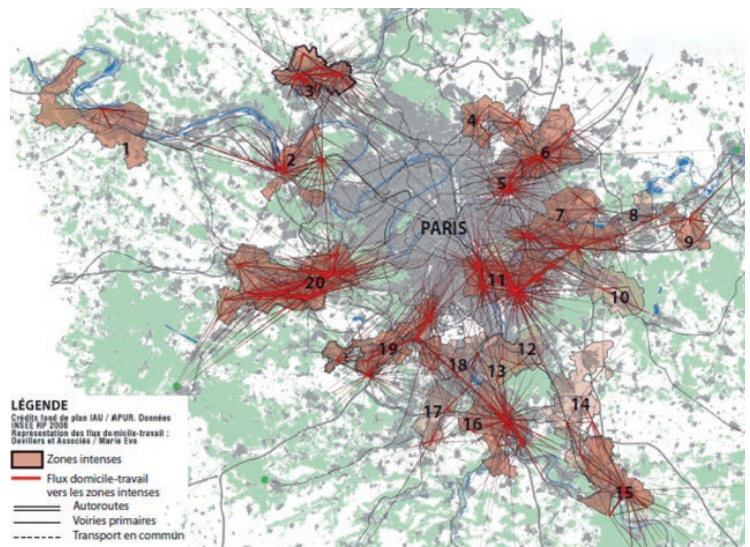 3
4
6
1
2
5
7
8
PARIS
9
20
11
10
19
18
12
13
17
16
14
15
LÉGENDE
Crédits fond de plan IAU / APUR. Données
INSEE RP 2008
Représentation des flux domicile-travail :
Devillers et Associés / Marie Evo
Zones intenses
Flux domicile-travail
vers les zones intenses
Autoroutes
Voiries primaires
Transport en commun